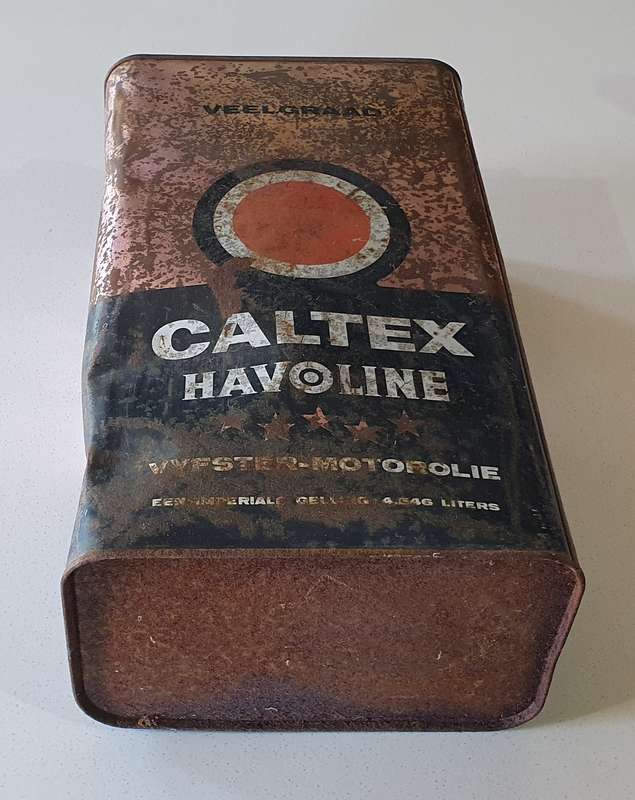 VEELGRAAD
CALTEX
HAVOLINE
VYFSTER-MOTOROLIE
EEN IMPERIALE GELLING 4.546 LITERS